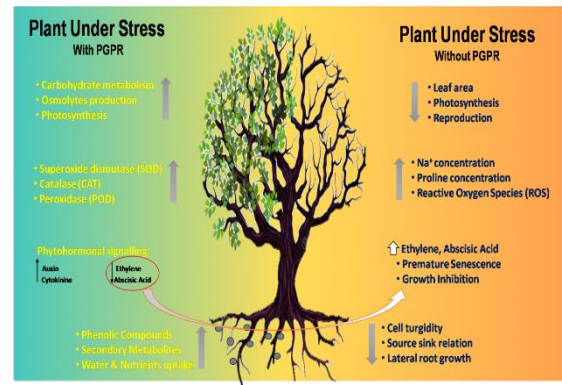 Plant Under Stress
With PGPR
• Carbohydrate metabolism
• Osmolytes production
• Photosynthesis
• Superoxide dismutase (SOD)
• Catalase (CAT)
• Peroxidase (POD)
Phytohormonal signalling:
Auxin
Cytokinine
Ethylene
Abscisic Acid
• Phenolic Compounds
• Secondary Metabolites
• Water & Nutrients uptake
Plant Under Stress
Without PGPR
• Leaf area
• Photosynthesis
• Reproduction
• Na⁺ concentration
• Proline concentration
• Reactive Oxygen Species (ROS)
Ethylene, Abscisic Acid
• Premature Senescence
• Growth Inhibition
• Cell turgidity
• Source sink relation
• Lateral root growth